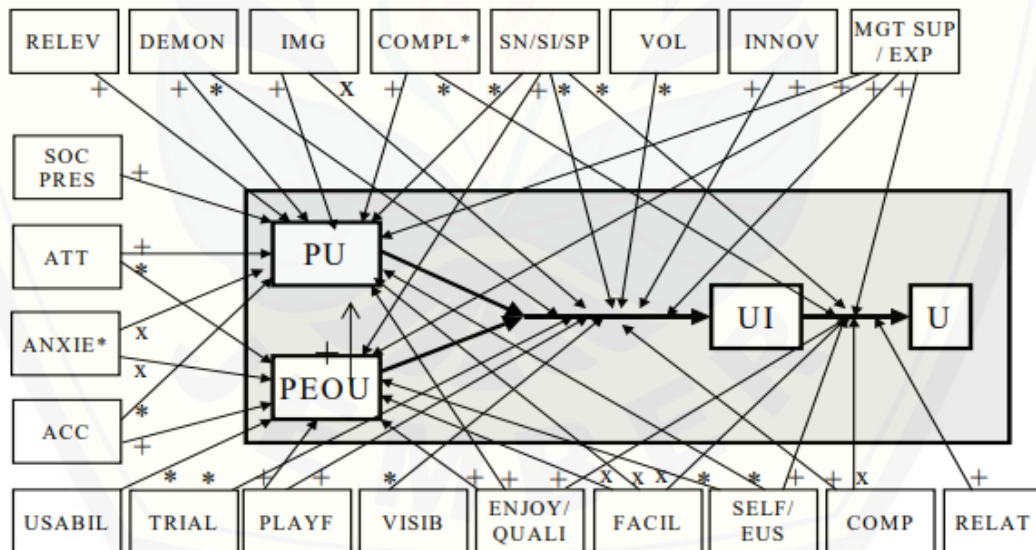 RELEV
DEMON
IMG
COMPL*
SN/SI/SP
VOL
INNOV
MGT SUP
/ EXP
+ + * + x + * * + * * * + + + +
SOC
PRES
+
ATT
+
*
PU
UI
U
ANXIE*
x
x
+
PEOU
ACC
*
+
* * + + * + + x x x * * + + x +
USABIL
TRIAL
PLAYF
VISIB
ENJOY/
QUALI
FACIL
SELF/
EUS
COMP
RELAT